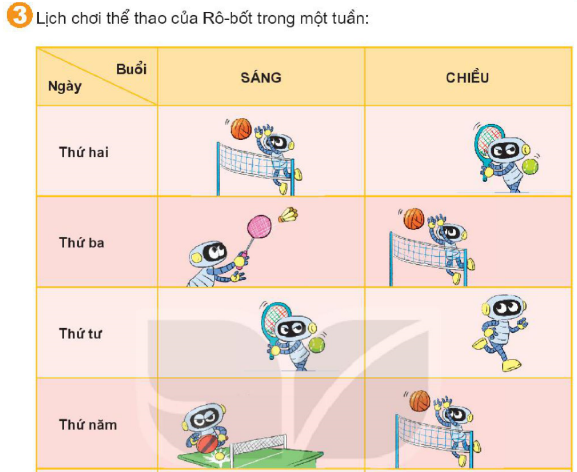 3 Lịch chơi thể thao của Rô-bốt trong một tuần:
Buổi
Ngày
SÁNG
CHIỀU
Thứ hai
Thứ ba
Thứ tư
Thứ năm